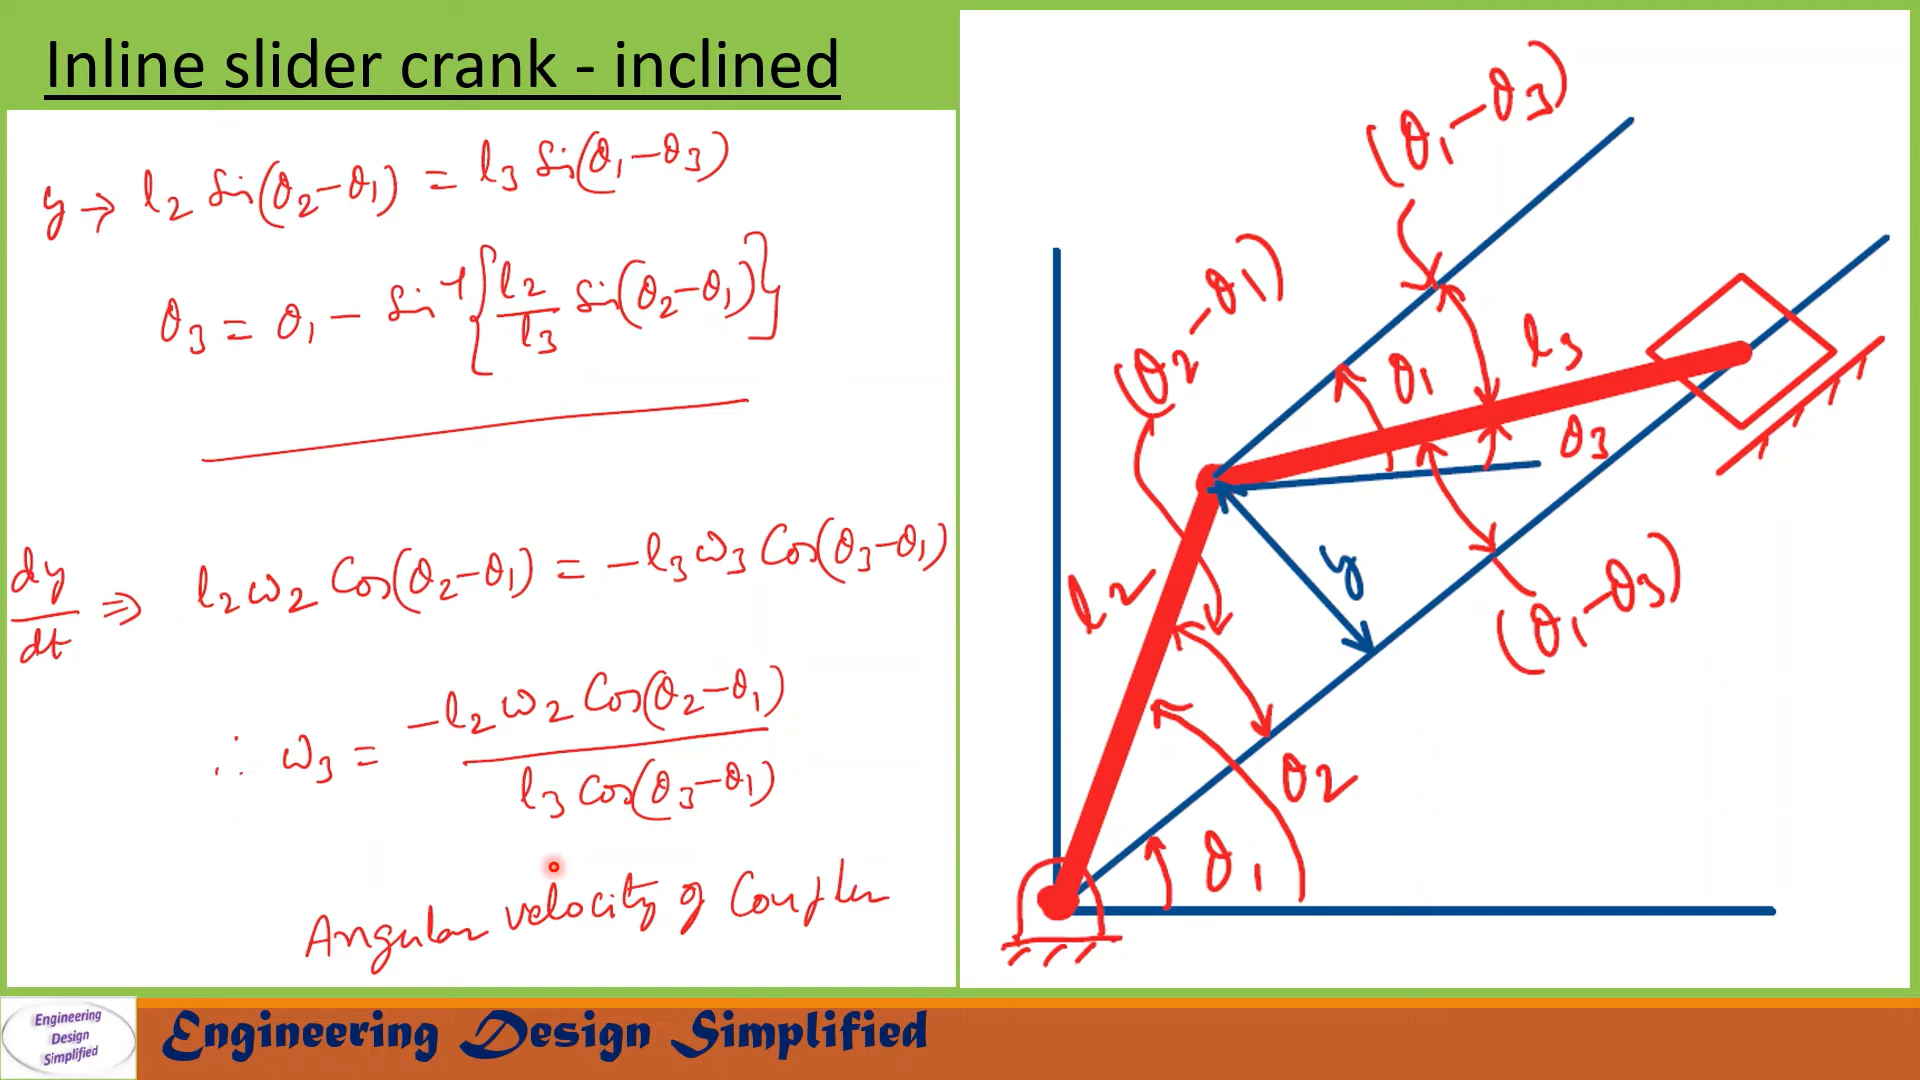 Inline slider crank - inclined
y → l2 Sin(θ2-θ1) = l3 Sin(θ1-θ3)
θ3 = θ1 - Sin⁻¹{l2/l3 Sin(θ2-θ1)}
dy/dt ⇒ l2ω2 Cos(θ2-θ1) = -l3ω3 Cos(θ3-θ1)
∴ ω3 = -l2ω2 Cos(θ2-θ1) / l3 Cos(θ3-θ1)
Angular velocity of Coupler
(θ1-θ3)
(θ2-θ1)
l3
θ1
θ3
y
l2
(θ1-θ3)
θ2
θ1
Engineering
Design
Simplified
Engineering Design Simplified